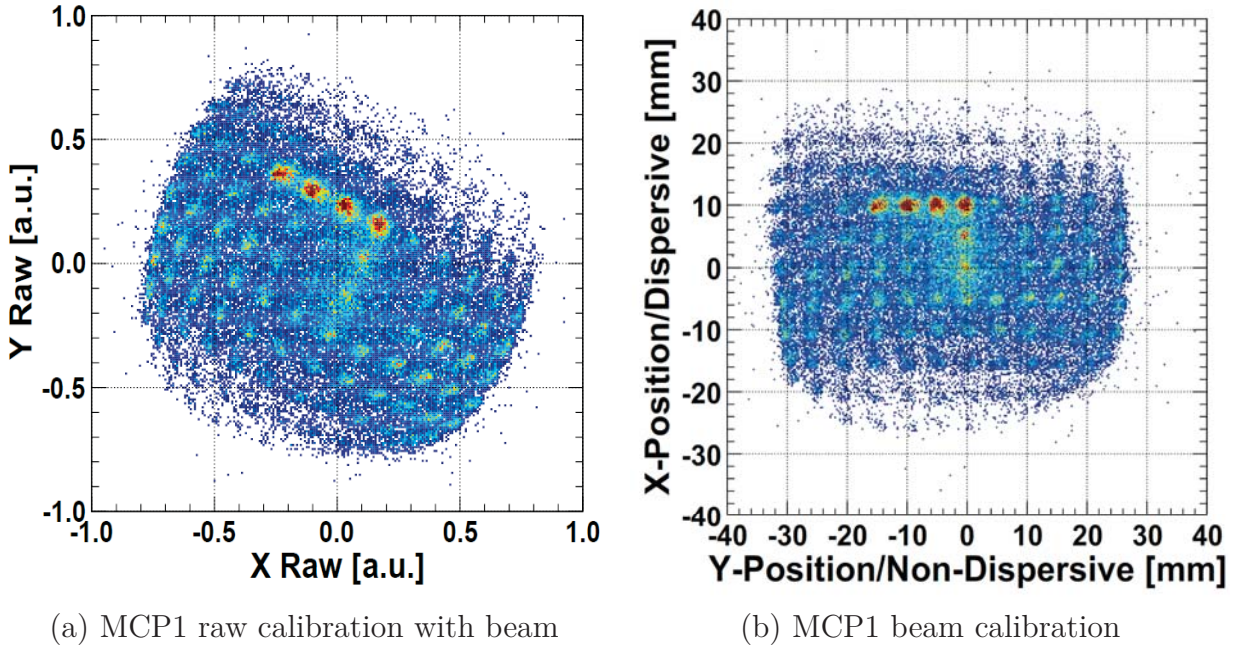 1.0
0.5
0.0
-0.5
-1.0
Y Raw [a.u.]
-1.0 -0.5 0.0 0.5 1.0
X Raw [a.u.]
(a) MCP1 raw calibration with beam
40
30
20
10
0
-10
-20
-30
-40
X-Position/Dispersive [mm]
-40 -30 -20 -10 0 10 20 30 40
Y-Position/Non-Dispersive [mm]
(b) MCP1 beam calibration